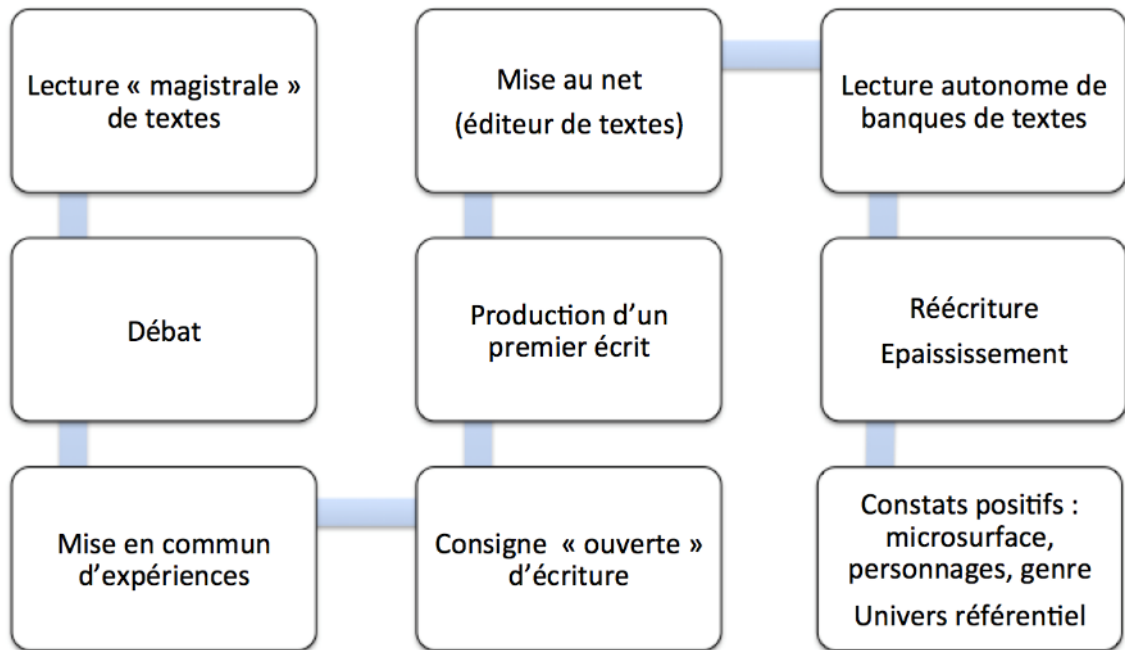 Lecture « magistrale »
de textes
Débat
Mise en commun
d’expériences
Consigne « ouverte »
d’écriture
Production d’un
premier écrit
Mise au net
(éditeur de textes)
Lecture autonome de
banques de textes
Réécriture
Epaississement
Constats positifs :
microsurface,
personnages, genre
Univers référentiel